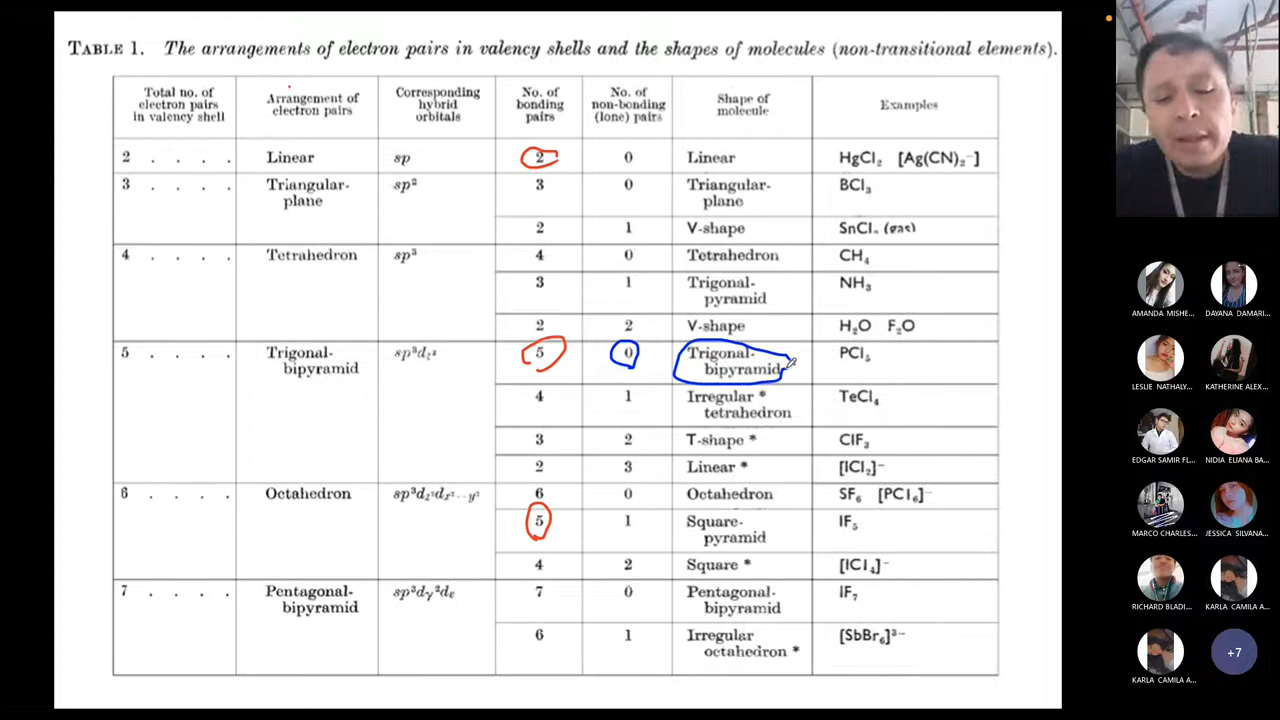 TABLE 1. The arrangements of electron pairs in valency shells and the shapes of molecules (non-transitional elements).
Total no. of electron pairs in valency shell | Arrangement of electron pairs | Corresponding hybrid orbitals | No. of bonding pairs | No. of non-bonding (lone) pairs | Shape of molecule | Examples
2 . . . . Linear sp 2 0 Linear HgCl₂ [Ag(CN)₂⁻]
3 . . . . Triangular-plane sp² 3 0 Triangular-plane BCl₃
2 1 V-shape (gas)
4 . . . . Tetrahedron sp³ 4 0 Tetrahedron CH₄
3 1 Trigonal-pyramid NH₃
2 2 V-shape H₂O F₂O
5 . . . . Trigonal-bipyramid sp³d𝓏² 5 0 Trigonal-bipyramid PCl₅
4 1 Irregular * tetrahedron TeCl₄
3 2 T-shape * ClF₃
2 3 Linear * [ICl₂]⁻
6 . . . . Octahedron 6 0 Octahedron SF₆ [PCl₆]⁻
5 1 Square-pyramid IF₅
4 2 Square * [ICl₄]⁻
7 . . . . Pentagonal-bipyramid 7 0 Pentagonal-bipyramid IF₇
6 1 Irregular octahedron * [SbBr₆]³⁻
AMANDA MISHE...
DAYANA DAMARI...
LESLIE NATHALY...
KATHERINE ALEX...
EDGAR SAMIR FL...
NIDIA ELIANA BA...
MARCO CHARLES...
JESSICA SILVANA...
RICHARD BLADI...
KARLA CAMILA A...
KARLA CAMILA A...
+7